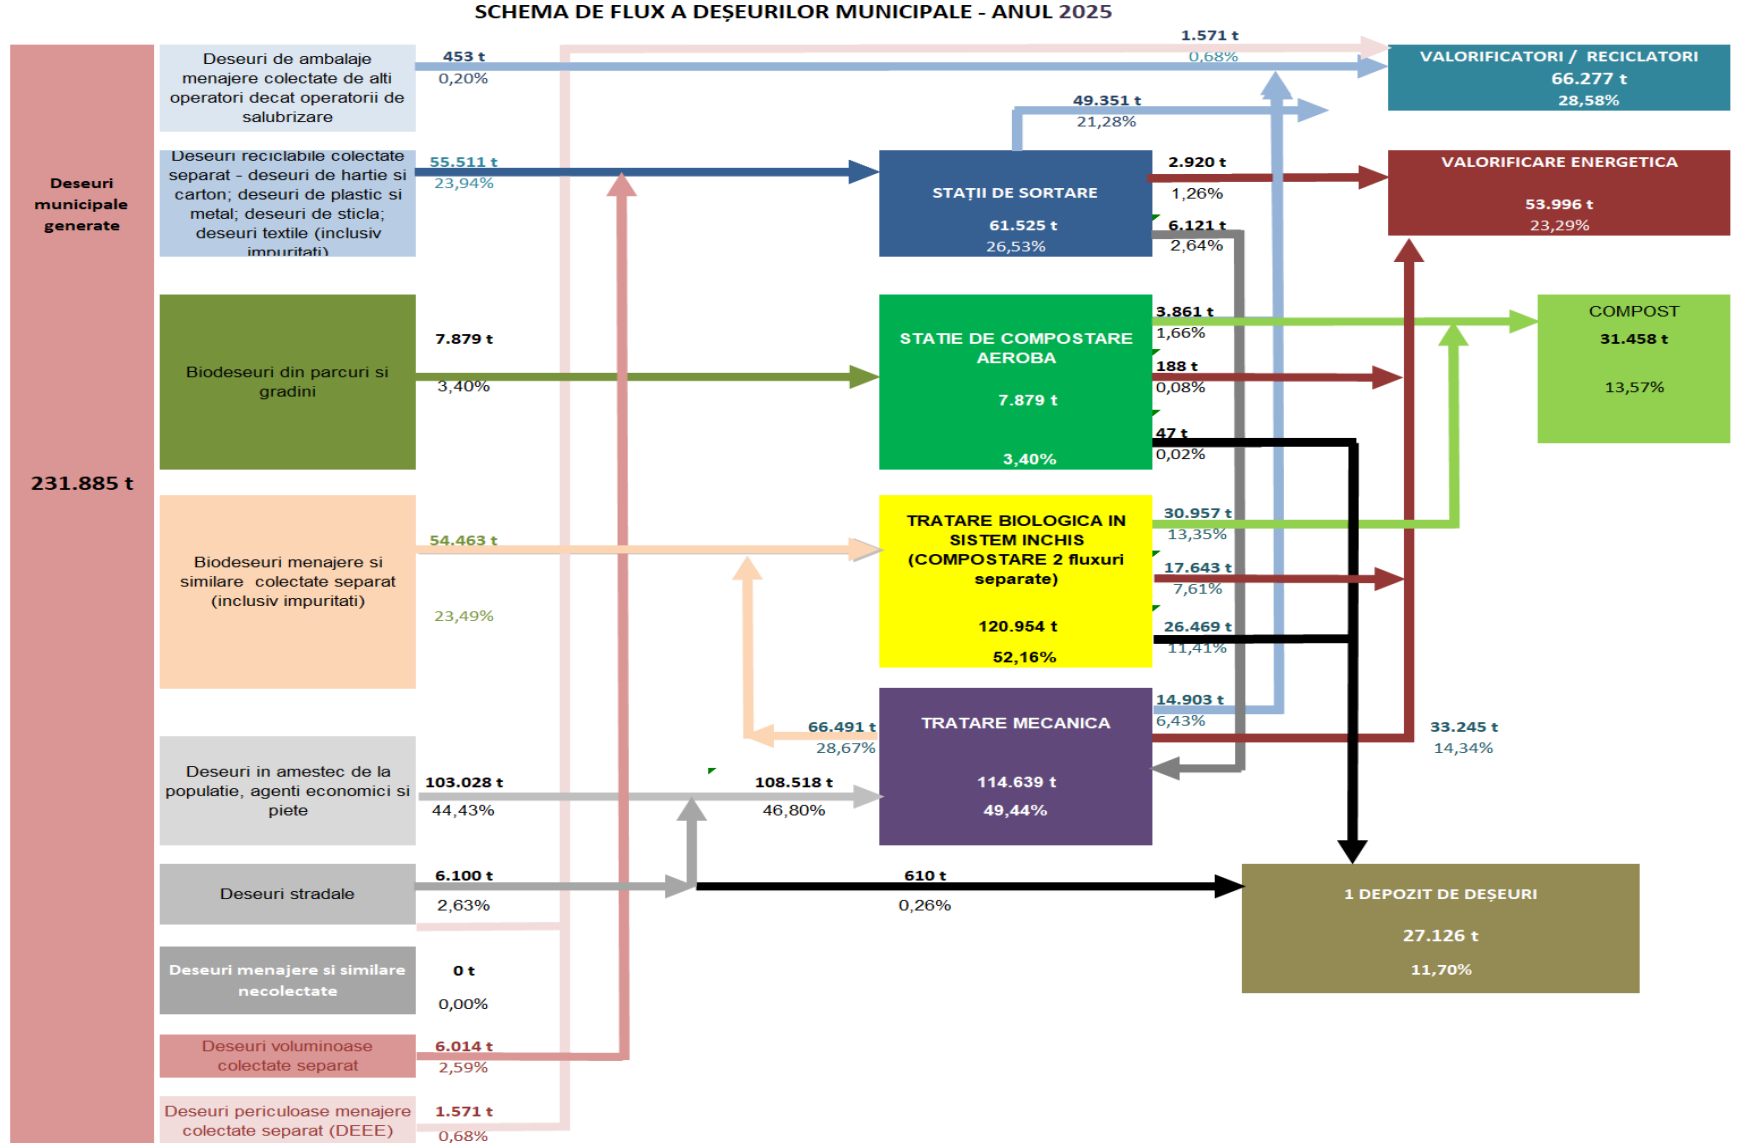 SCHEMA DE FLUX A DEȘEURILOR MUNICIPALE - ANUL 2025
Deseuri
municipale
generate
231.885 t
Deseuri de ambalaje
menajere colectate de alti
operatori decat operatorii de
salubrizare
453 t
0,20%
1.571 t
0,68%
VALORIFICATORI / RECICLATORI
66.277 t
28,58%
49.351 t
21,28%
Deseuri reciclabile colectate
separat - deseuri de hartie si
carton; deseuri de plastic si
metal; deseuri de sticla;
deseuri textile (inclusiv
impuritati)
55.511 t
23,94%
STAȚII DE SORTARE
61.525 t
26,53%
2.920 t
1,26%
6.121 t
2,64%
VALORIFICARE ENERGETICA
53.996 t
23,29%
Biodeseuri din parcuri si
gradini
7.879 t
3,40%
STATIE DE COMPOSTARE
AEROBA
7.879 t
3,40%
3.861 t
1,66%
188 t
0,08%
47 t
0,02%
COMPOST
31.458 t
13,57%
Biodeseuri menajere si
similare colectate separat
(inclusiv impuritati)
54.463 t
23,49%
TRATARE BIOLOGICA IN
SISTEM INCHIS
(COMPOSTARE 2 fluxuri
separate)
120.954 t
52,16%
30.957 t
13,35%
17.643 t
7,61%
26.469 t
11,41%
66.491 t
28,67%
TRATARE MECANICA
114.639 t
49,44%
14.903 t
6,43%
33.245 t
14,34%
Deseuri in amestec de la
populatie, agenti economici si
piete
103.028 t
44,43%
108.518 t
46,80%
Deseuri stradale
6.100 t
2,63%
610 t
0,26%
1 DEPOZIT DE DEȘEURI
27.126 t
11,70%
Deseuri menajere si similare
necolectate
0 t
0,00%
Deseuri voluminoase
colectate separat
6.014 t
2,59%
Deseuri periculoase menajere
colectate separat (DEEE)
1.571 t
0,68%